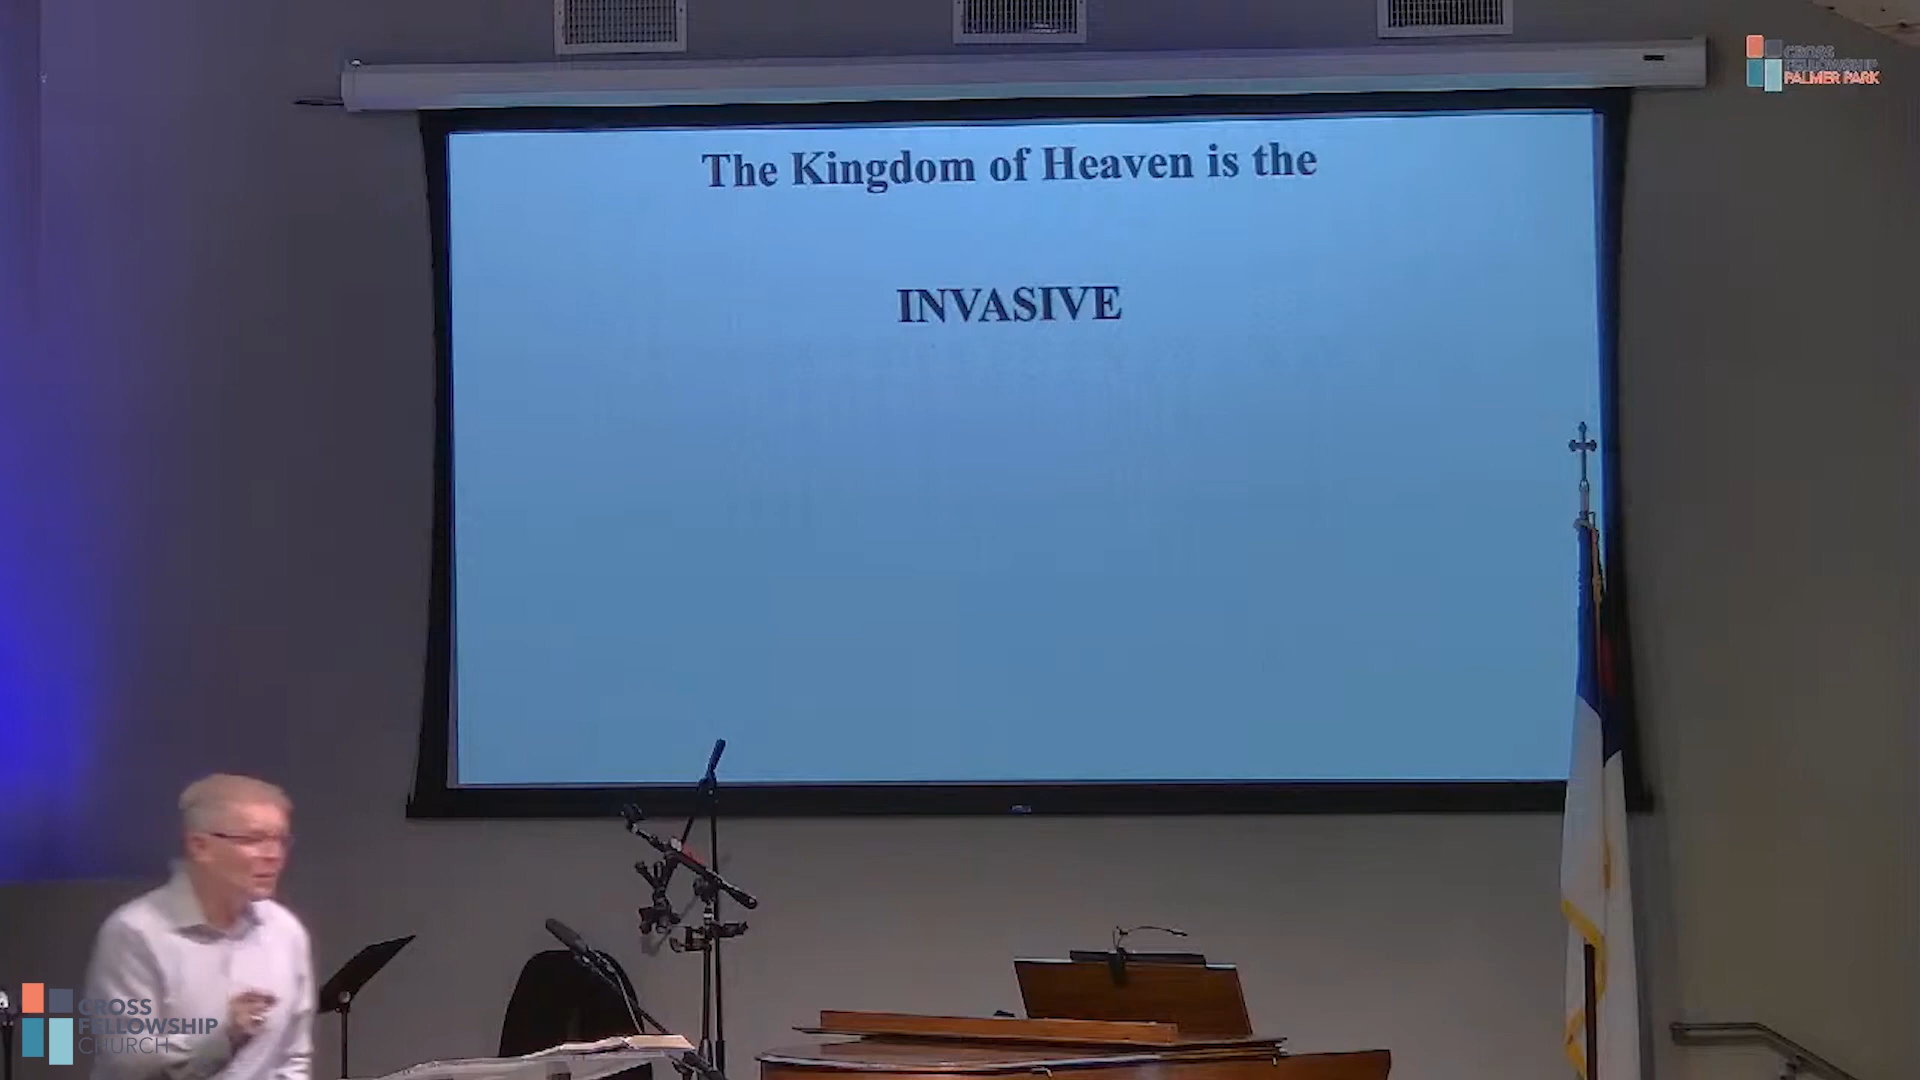 CROSS
FELLOWSHIP
PALMER PARK
The Kingdom of Heaven is the
INVASIVE
CROSS
FELLOWSHIP
CHURCH